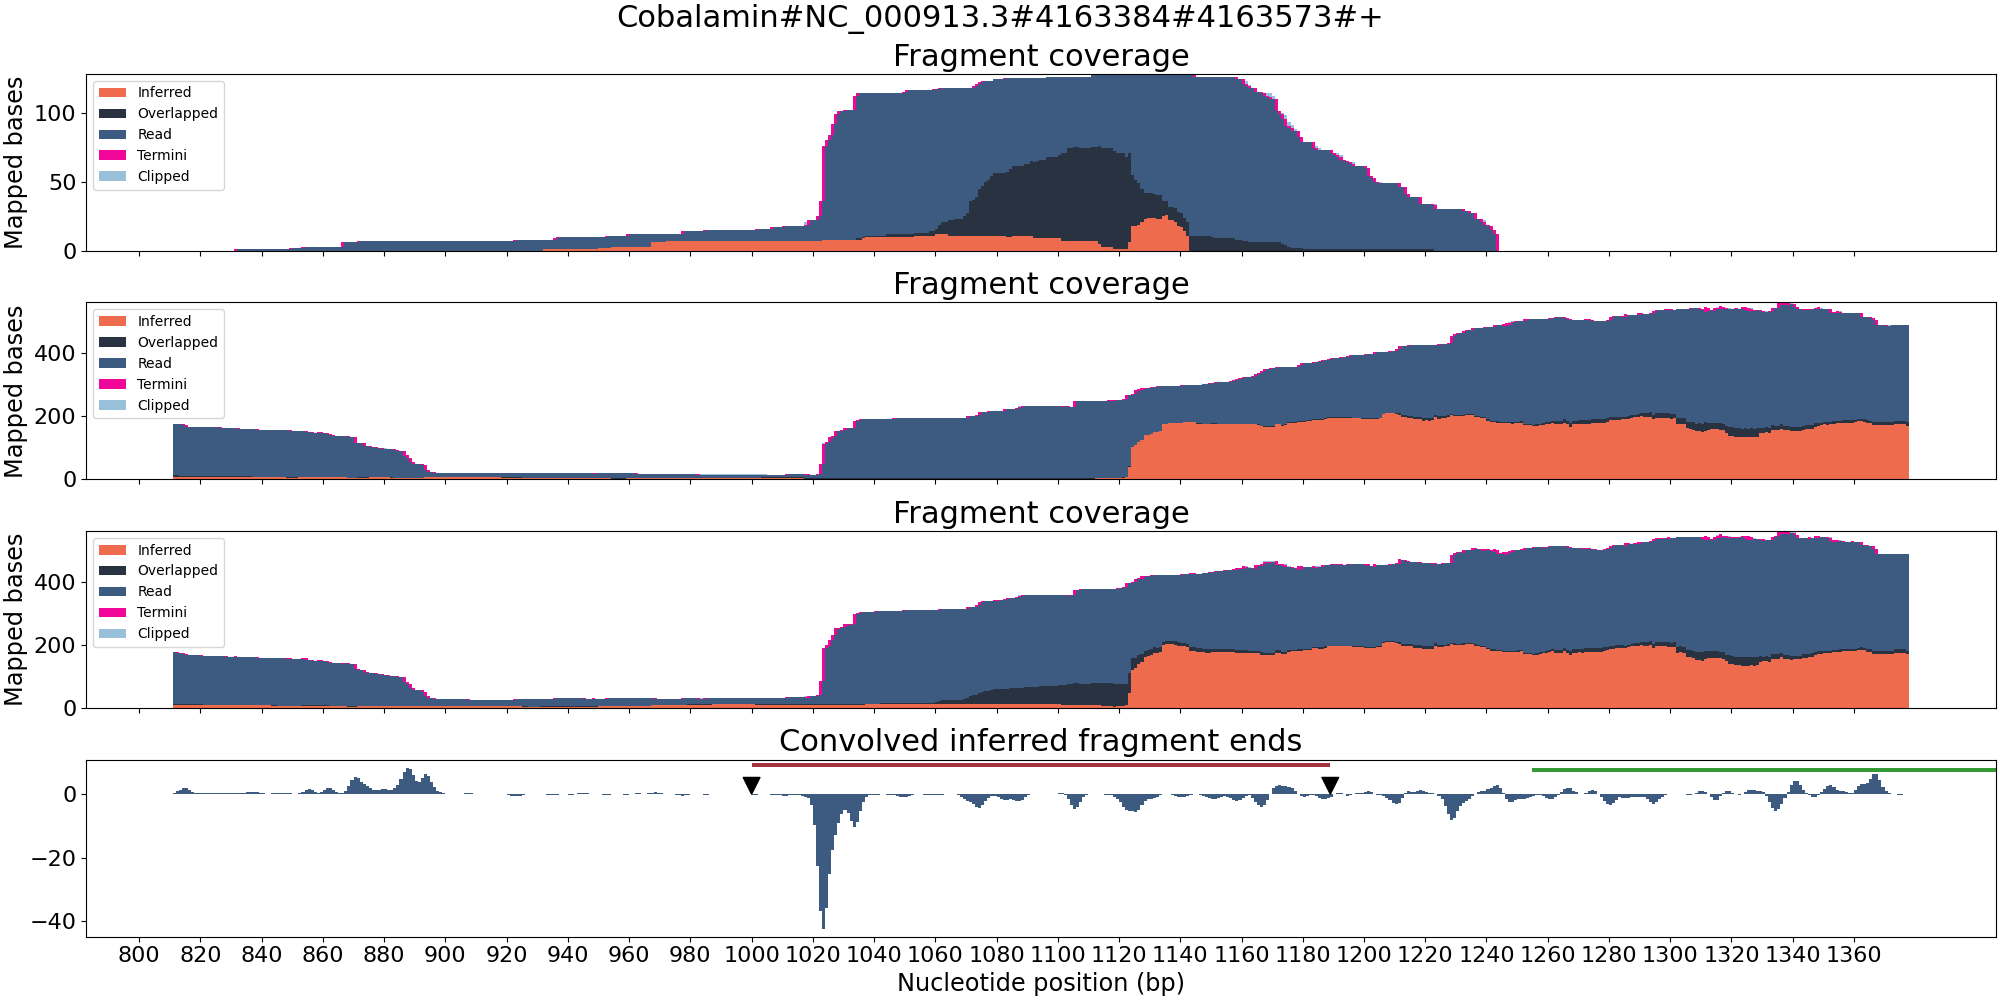 Cobalamin#NC_000913.3#4163384#4163573#+
Fragment coverage
Mapped bases
100
50
0
Inferred
Overlapped
Read
Termini
Clipped
Fragment coverage
Mapped bases
400
200
0
Inferred
Overlapped
Read
Termini
Clipped
Fragment coverage
Mapped bases
400
200
0
Inferred
Overlapped
Read
Termini
Clipped
Convolved inferred fragment ends
0
−20
−40
800 820 840 860 880 900 920 940 960 980 1000 1020 1040 1060 1080 1100 1120 1140 1160 1180 1200 1220 1240 1260 1280 1300 1320 1340 1360
Nucleotide position (bp)